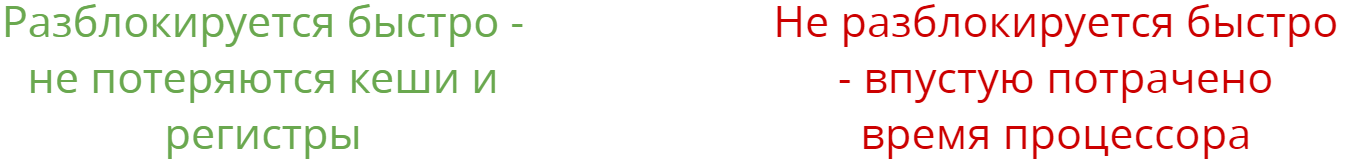 Разблокируется быстро -
не потеряются кеши и
регистры
Не разблокируется быстро
- впустую потрачено
время процессора